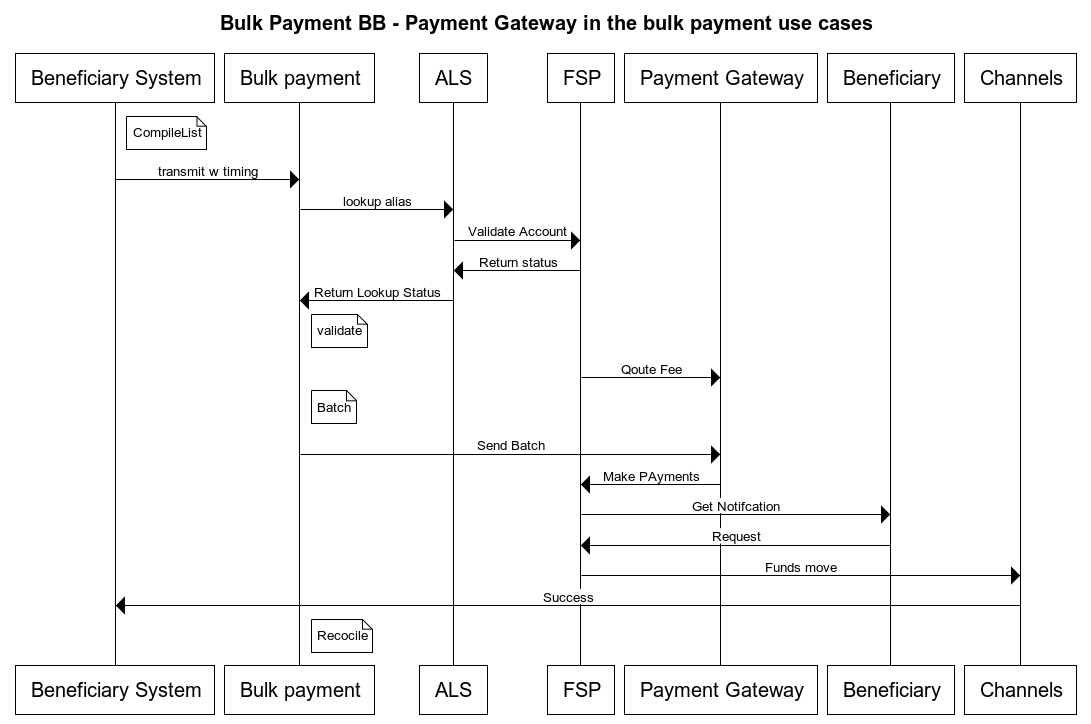 Bulk Payment BB - Payment Gateway in the bulk payment use cases
Beneficiary System
Bulk payment
ALS
FSP
Payment Gateway
Beneficiary
Channels
CompileList
transmit w timing
lookup alias
Validate Account
Return status
Return Lookup Status
validate
Qoute Fee
Batch
Send Batch
Make PAyments
Get Notifcation
Request
Funds move
Success
Recocile
Beneficiary System
Bulk payment
ALS
FSP
Payment Gateway
Beneficiary
Channels